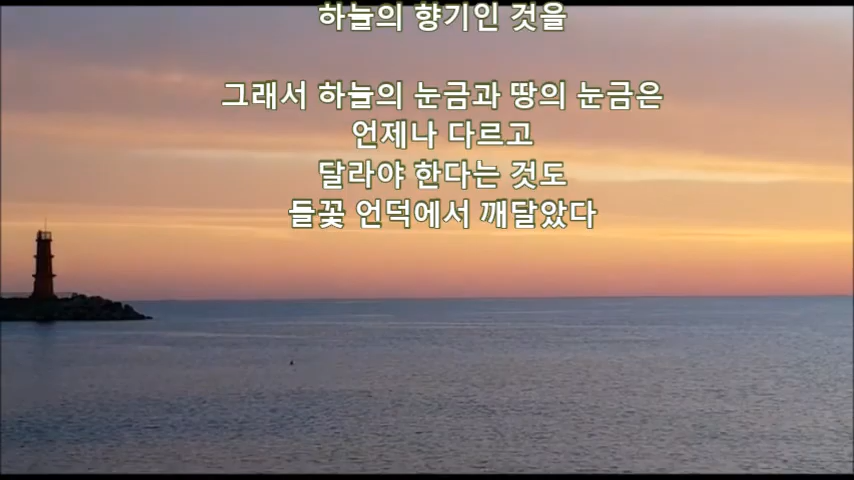 하늘의 향기인 것을
그래서 하늘의 눈금과 땅의 눈금은
언제나 다르고
달라야 한다는 것도
들꽃 언덕에서 깨달았다